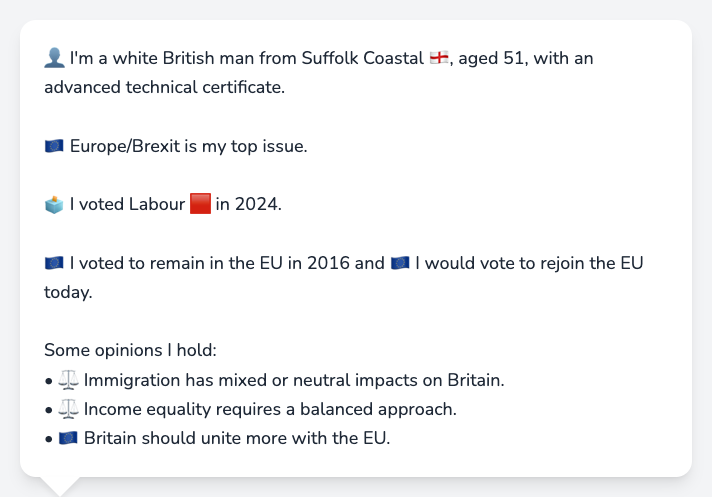 👤 I'm a white British man from Suffolk Coastal 🏴󠁧󠁢󠁥󠁮󠁧󠁿, aged 51, with an
advanced technical certificate.
🇪🇺 Europe/Brexit is my top issue.
🗳️ I voted Labour 🟥 in 2024.
🇪🇺 I voted to remain in the EU in 2016 and 🇪🇺 I would vote to rejoin the EU
today.
Some opinions I hold:
• ⚖️ Immigration has mixed or neutral impacts on Britain.
• ⚖️ Income equality requires a balanced approach.
• 🇪🇺 Britain should unite more with the EU.